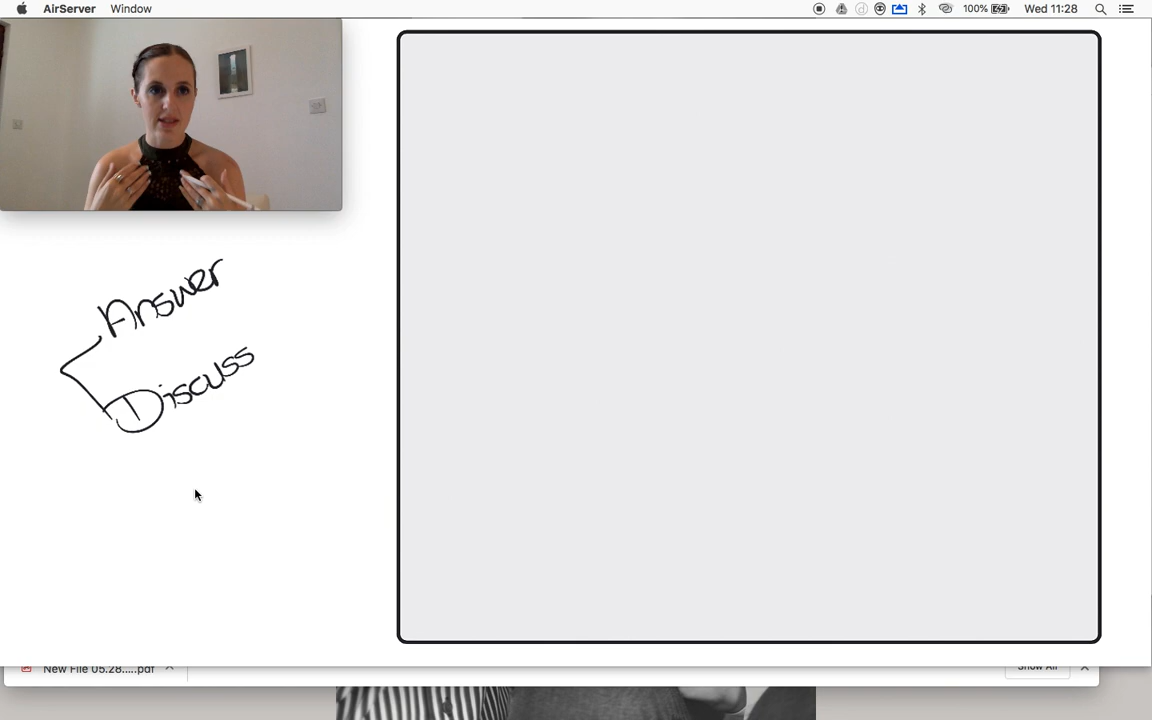 AirServer Window 100% Wed 11:28
Answer
Discuss
New File 05.28.....pdf
Show All